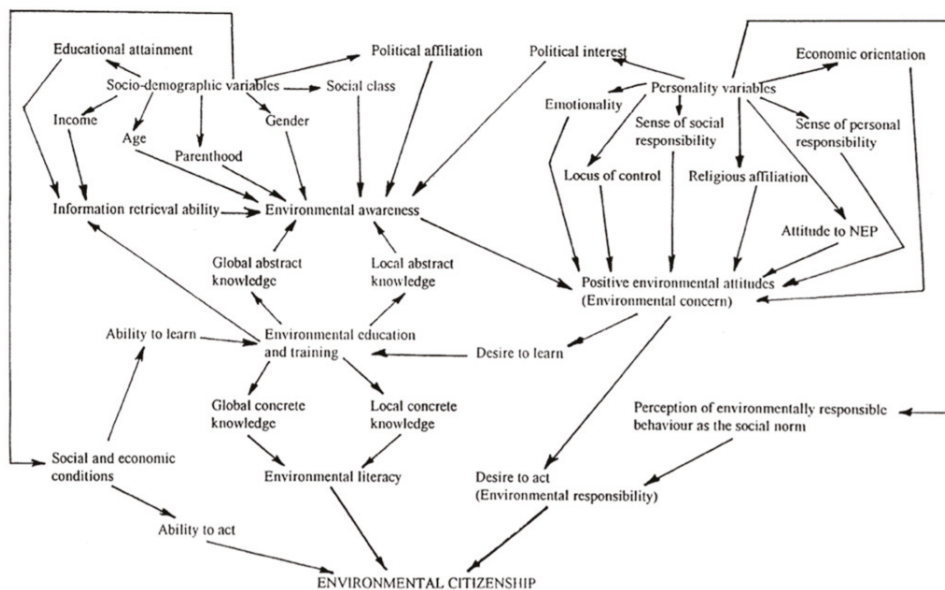 Educational attainment
Political affiliation
Political interest
Economic orientation
Socio-demographic variables
Social class
Personality variables
Emotionality
Income
Gender
Sense of social
responsibility
Sense of personal
responsibility
Age
Parenthood
Locus of control
Religious affiliation
Information retrieval ability
Environmental awareness
Attitude to NEP
Global abstract
knowledge
Local abstract
knowledge
Positive environmental attitudes
(Environmental concern)
Ability to learn
Environmental education
and training
Desire to learn
Global concrete
knowledge
Local concrete
knowledge
Perception of environmentally responsible
behaviour as the social norm
Social and economic
conditions
Environmental literacy
Desire to act
(Environmental responsibility)
Ability to act
ENVIRONMENTAL CITIZENSHIP